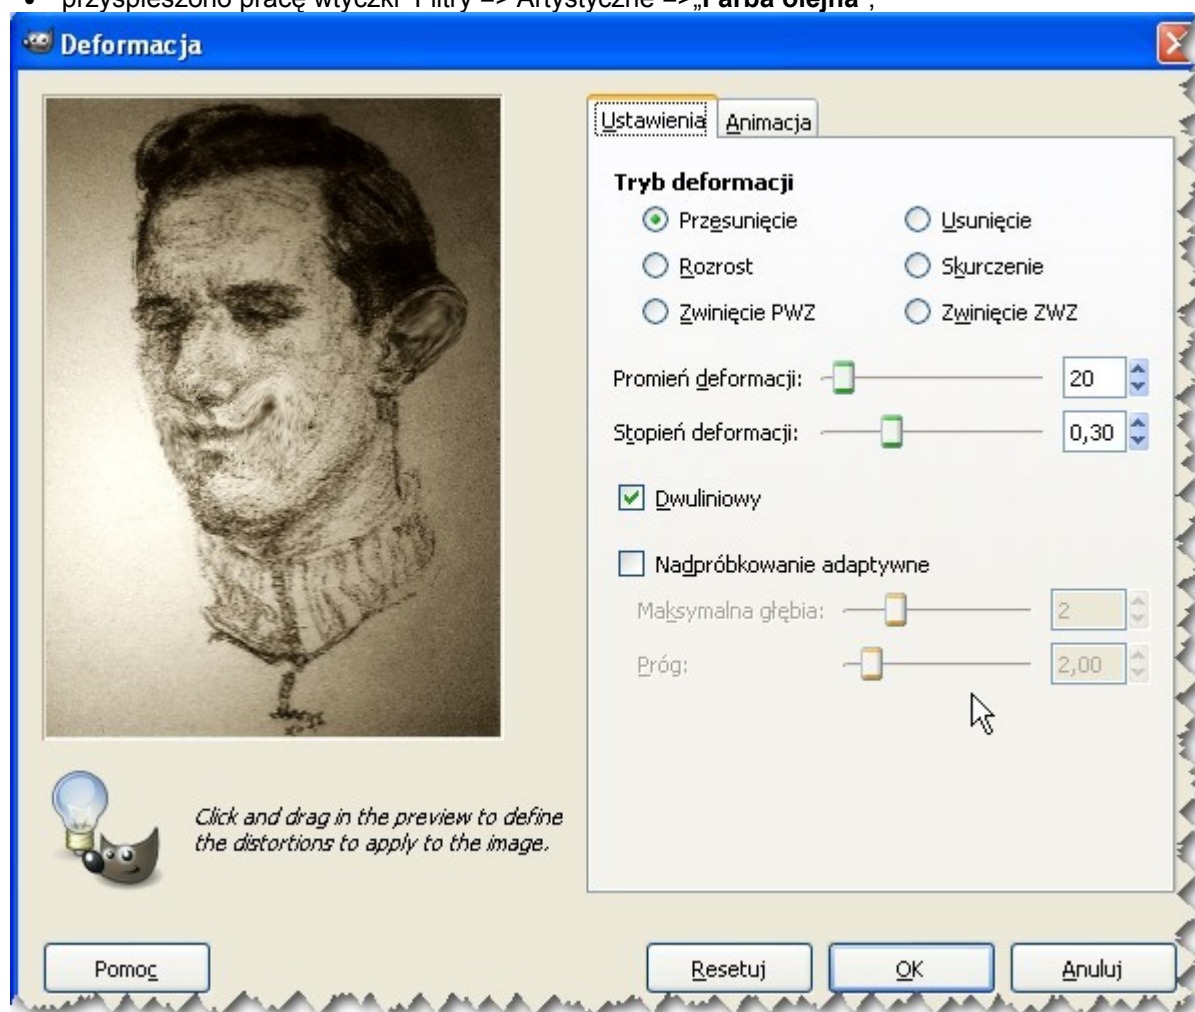 • przyspieszono pracę wtyczki Filtry => Artystyczne =>„Farba olejna”,
Deformacja
Ustawienia Animacja
Tryb deformacji
Przesunięcie Usunięcie
Rozrost Skurczenie
Zwinięcie PWZ Zwinięcie ZWZ
Promień deformacji: 20
Stopień deformacji: 0,30
Dwuliniowy
Nadpróbkowanie adaptywne
Maksymalna głębia: 2
Próg: 2,00
Click and drag in the preview to define
the distortions to apply to the image.
Pomoc Resetuj OK Anuluj